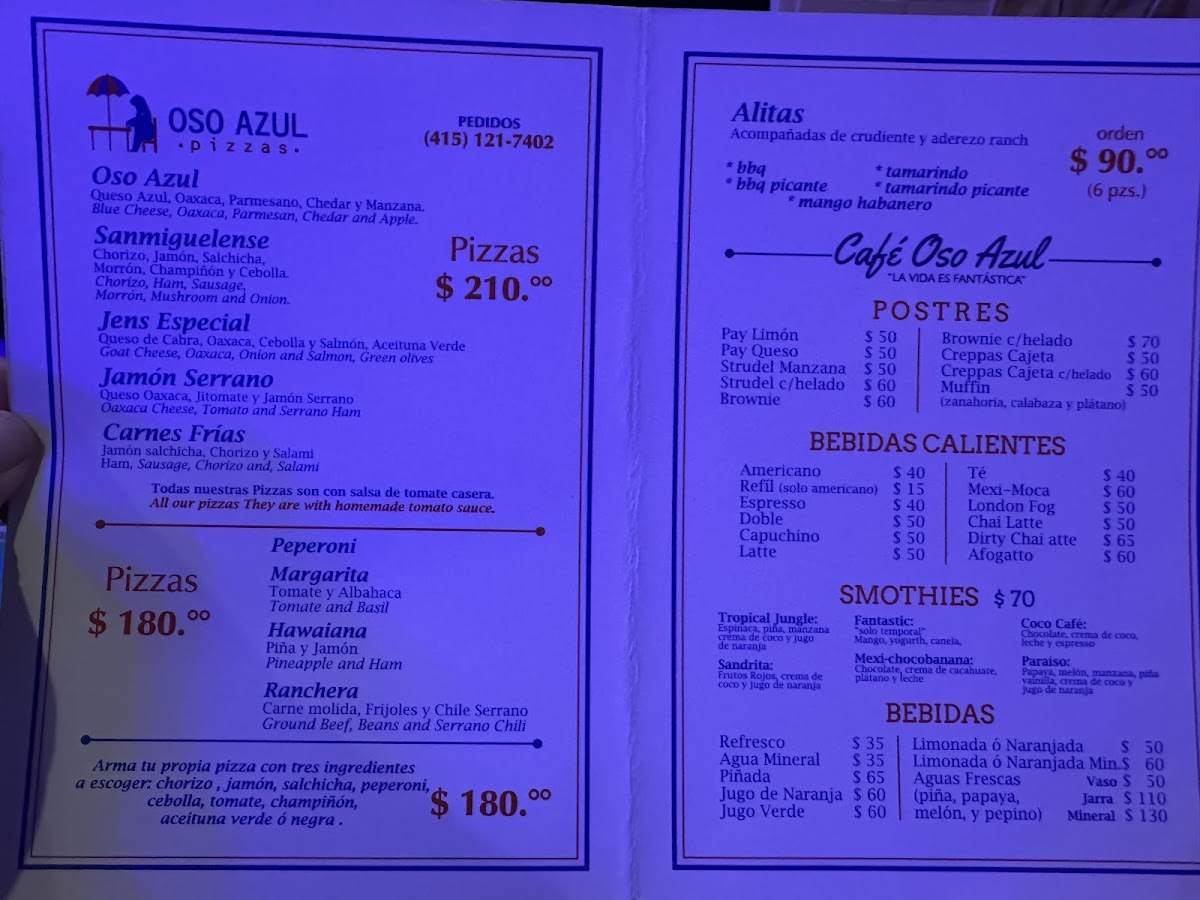 OSO AZUL
·pizzas·
PEDIDOS
(415) 121-7402
Oso Azul
Queso Azul, Oaxaca, Parmesano, Chedar y Manzana.
Blue Cheese, Oaxaca, Parmesan, Chedar and Apple.
Sanmiguelense
Chorizo, Jamón, Salchicha,
Morrón, Champiñón y Cebolla.
Chorizo, Ham, Sausage,
Morrón, Mushroom and Onion.
Pizzas
$ 210.ºº
Jens Especial
Queso de Cabra, Oaxaca, Cebolla y Salmón, Aceituna Verde
Goat Cheese, Oaxaca, Onion and Salmon, Green olives
Jamón Serrano
Queso Oaxaca, Jitomate y Jamón Serrano
Oaxaca Cheese, Tomato and Serrano Ham
Carnes Frías
Jamón salchicha, Chorizo y Salami
Ham, Sausage, Chorizo and, Salami
Todas nuestras Pizzas son con salsa de tomate casera.
All our pizzas They are with homemade tomato sauce.
Pizzas
$ 180.ºº
Peperoni
Margarita
Tomate y Albahaca
Tomate and Basil
Hawaiana
Piña y Jamón
Pineapple and Ham
Ranchera
Carne molida, Frijoles y Chile Serrano
Ground Beef, Beans and Serrano Chili
Arma tu propia pizza con tres ingredientes
a escoger: chorizo , jamón, salchicha, peperoni,
cebolla, tomate, champiñón,
aceituna verde ó negra .
$ 180.ºº
Alitas
Acompañadas de crudiente y aderezo ranch
orden
$ 90.ºº
(6 pzs.)
* bbq
* bbq picante
* tamarindo
* tamarindo picante
* mango habanero
Café Oso Azul
"LA VIDA ES FANTÁSTICA"
POSTRES
Pay Limón $ 50
Pay Queso $ 50
Strudel Manzana $ 50
Strudel c/helado $ 60
Brownie $ 60
Brownie c/helado $ 70
Creppas Cajeta $ 50
Creppas Cajeta c/helado $ 60
Muffin $ 50
(zanahoria, calabaza y plátano)
BEBIDAS CALIENTES
Americano $ 40
Refil (solo americano) $ 15
Espresso $ 40
Doble $ 50
Capuchino $ 50
Latte $ 50
Té $ 40
Mexi-Moca $ 60
London Fog $ 50
Chai Latte $ 50
Dirty Chai atte $ 65
Afogatto $ 60
SMOTHIES $ 70
Tropical Jungle:
Espinaca, piña, manzana
crema de coco y jugo
de naranja
Sandrita:
Frutos Rojos, crema de
coco y jugo de naranja
Fantastic:
"solo temporal"
Mango, yogurth, canela,
Mexi-chocobanana:
Chocolate, crema de cacahuate,
plátano y leche
Coco Café:
Chocolate, crema de coco,
leche y espresso
Paraiso:
Papaya, melón, manzana, piña
vainilla, crema de coco y
jugo de naranja
BEBIDAS
Refresco $ 35
Agua Mineral $ 35
Piñada $ 65
Jugo de Naranja $ 60
Jugo Verde $ 60
Limonada ó Naranjada $ 50
Limonada ó Naranjada Min.$ 60
Aguas Frescas Vaso $ 50
(piña, papaya, Jarra $ 110
melón, y pepino) Mineral $ 130